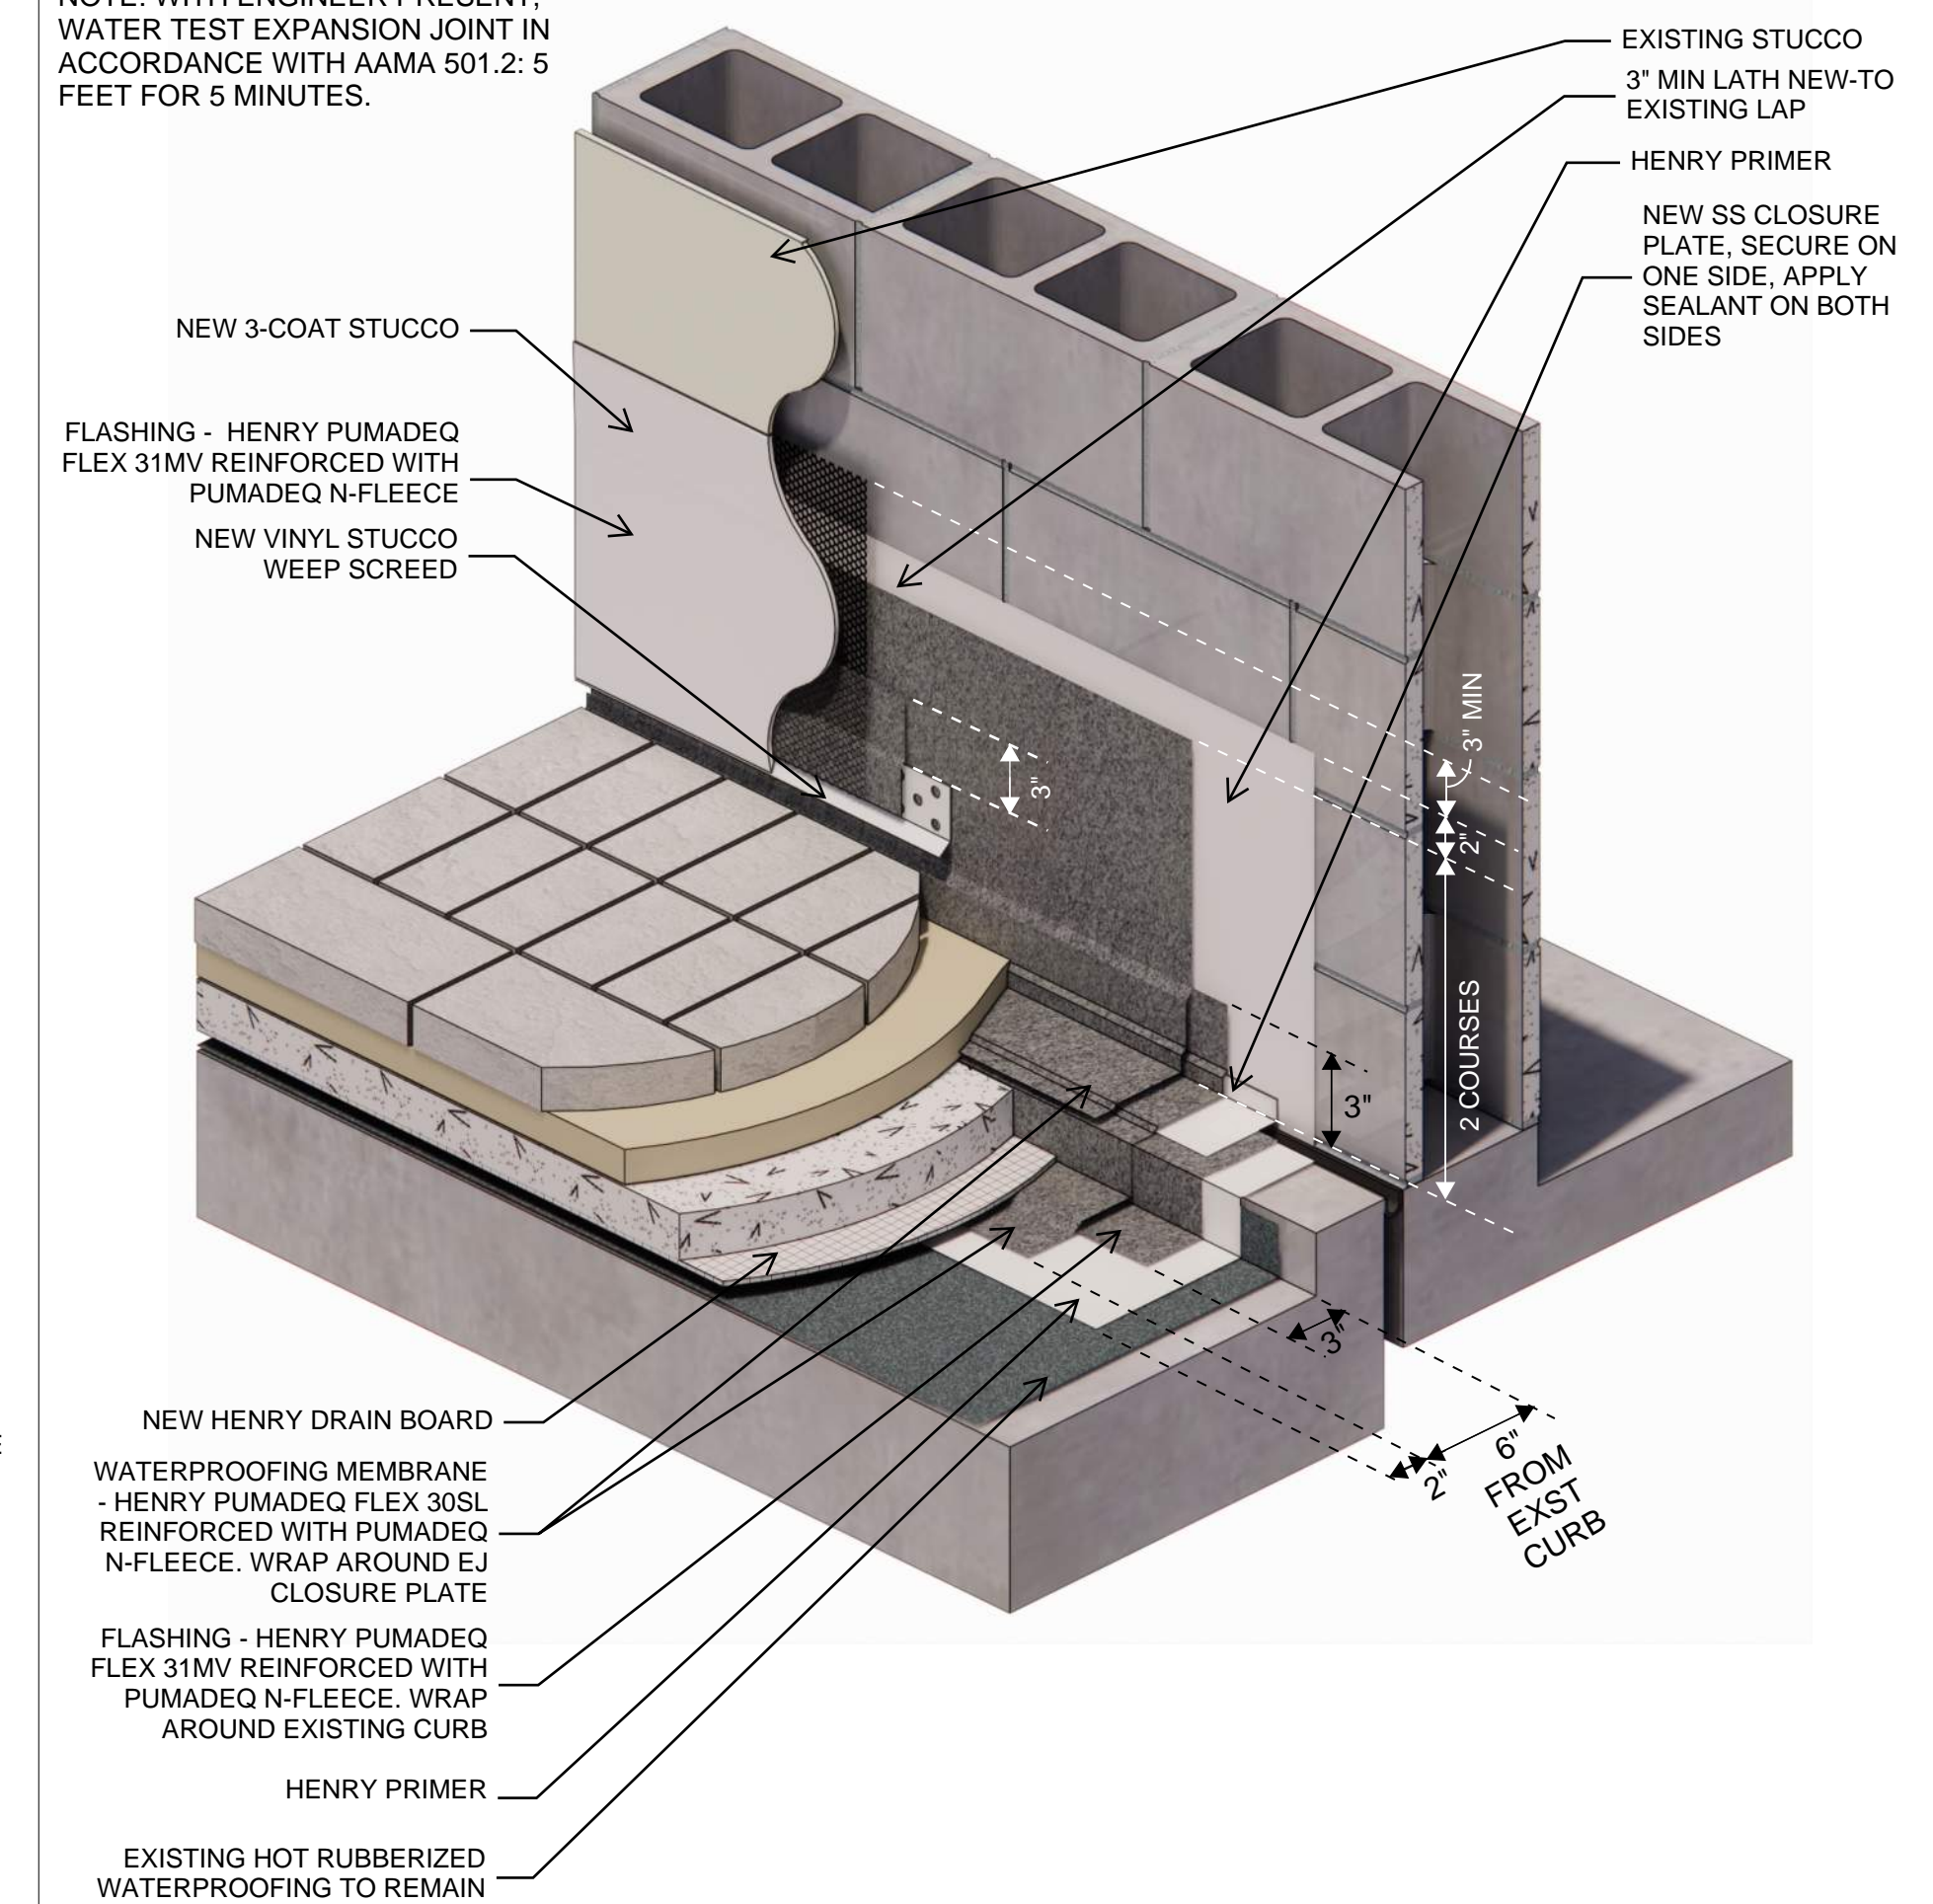 NOTE: WITH ENGINEER PRESENT,
WATER TEST EXPANSION JOINT IN
ACCORDANCE WITH AAMA 501.2: 5
FEET FOR 5 MINUTES.
EXISTING STUCCO
3" MIN LATH NEW-TO
EXISTING LAP
HENRY PRIMER
NEW SS CLOSURE
PLATE, SECURE ON
ONE SIDE, APPLY
SEALANT ON BOTH
SIDES
NEW 3-COAT STUCCO
FLASHING - HENRY PUMADEQ
FLEX 31MV REINFORCED WITH
PUMADEQ N-FLEECE
NEW VINYL STUCCO
WEEP SCREED
3"
3" MIN
2"
2 COURSES
3"
3"
6"
FROM
EXST
CURB
2"
NEW HENRY DRAIN BOARD
WATERPROOFING MEMBRANE
- HENRY PUMADEQ FLEX 30SL
REINFORCED WITH PUMADEQ
N-FLEECE. WRAP AROUND EJ
CLOSURE PLATE
FLASHING - HENRY PUMADEQ
FLEX 31MV REINFORCED WITH
PUMADEQ N-FLEECE. WRAP
AROUND EXISTING CURB
HENRY PRIMER
EXISTING HOT RUBBERIZED
WATERPROOFING TO REMAIN